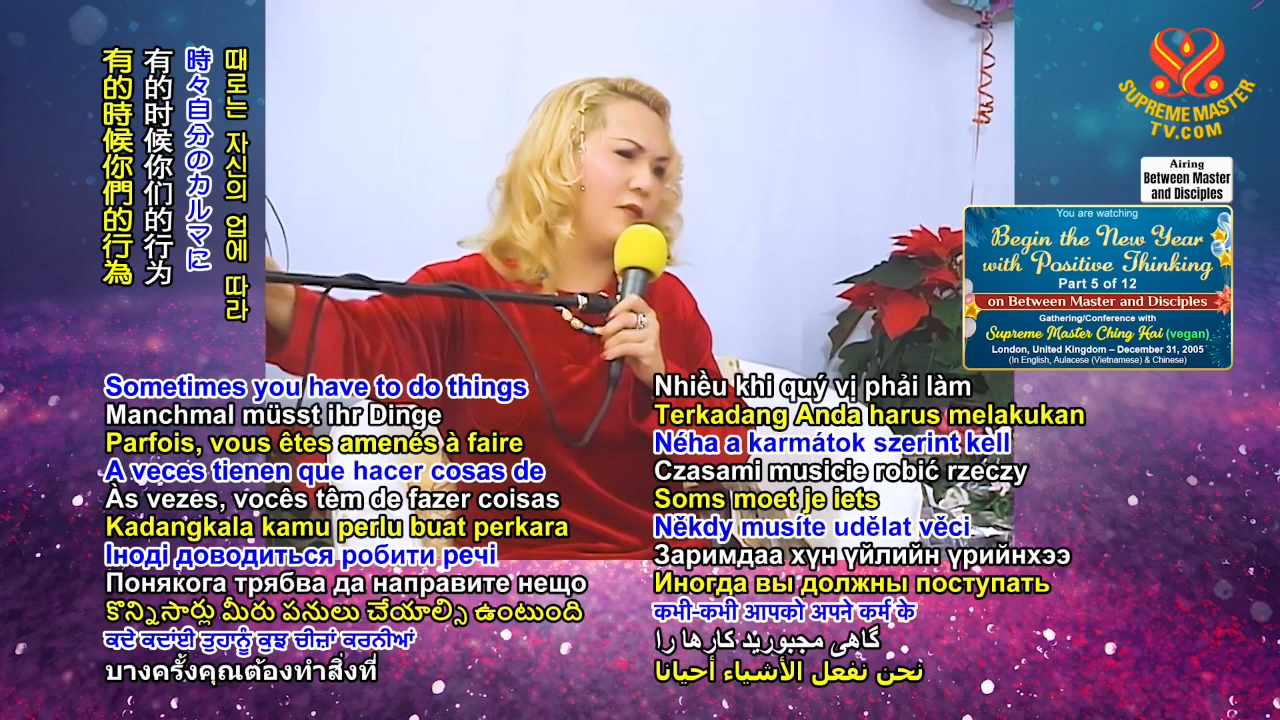 때로는 자신의 업에 따라
時々自分のカルマに
有的时候你们的行为
有的時候你們的行為
SUPREME MASTER
TV.COM
Airing
Between Master
and Disciples
You are watching
Begin the New Year
with Positive Thinking
Part 5 of 12
on Between Master and Disciples
Gathering/Conference with
Supreme Master Ching Hai (vegan)
London, United Kingdom – December 31, 2005
(In English, Aulacese (Vietnamese) & Chinese)
Sometimes you have to do things
Manchmal müsst ihr Dinge
Parfois, vous êtes amenés à faire
A veces tienen que hacer cosas de
Às vezes, vocês têm de fazer coisas
Kadangkala kamu perlu buat perkara
Іноді доводиться робити речі
Понякога трябва да направите нещо
కొన్నిసార్లు మీరు పనులు చేయాల్సి ఉంటుంది
ਕਦੇ ਕਦਾਂਈ ਤੁਹਾਨੂੰ ਕੁਝ ਚੀਜ਼ਾਂ ਕਰਨੀਆਂ
บางครั้งคุณต้องทำสิ่งที่
Nhiều khi quý vị phải làm
Terkadang Anda harus melakukan
Néha a karmátok szerint kell
Czasami musicie robić rzeczy
Soms moet je iets
Někdy musíte udělat věci
Заримдаа хүн үйлийн үрийнхээ
Иногда вы должны поступать
कभी-कभी आपको अपने कर्म के
گاهی مجبورید کارها را
نحن نفعل الأشياء أحيانا